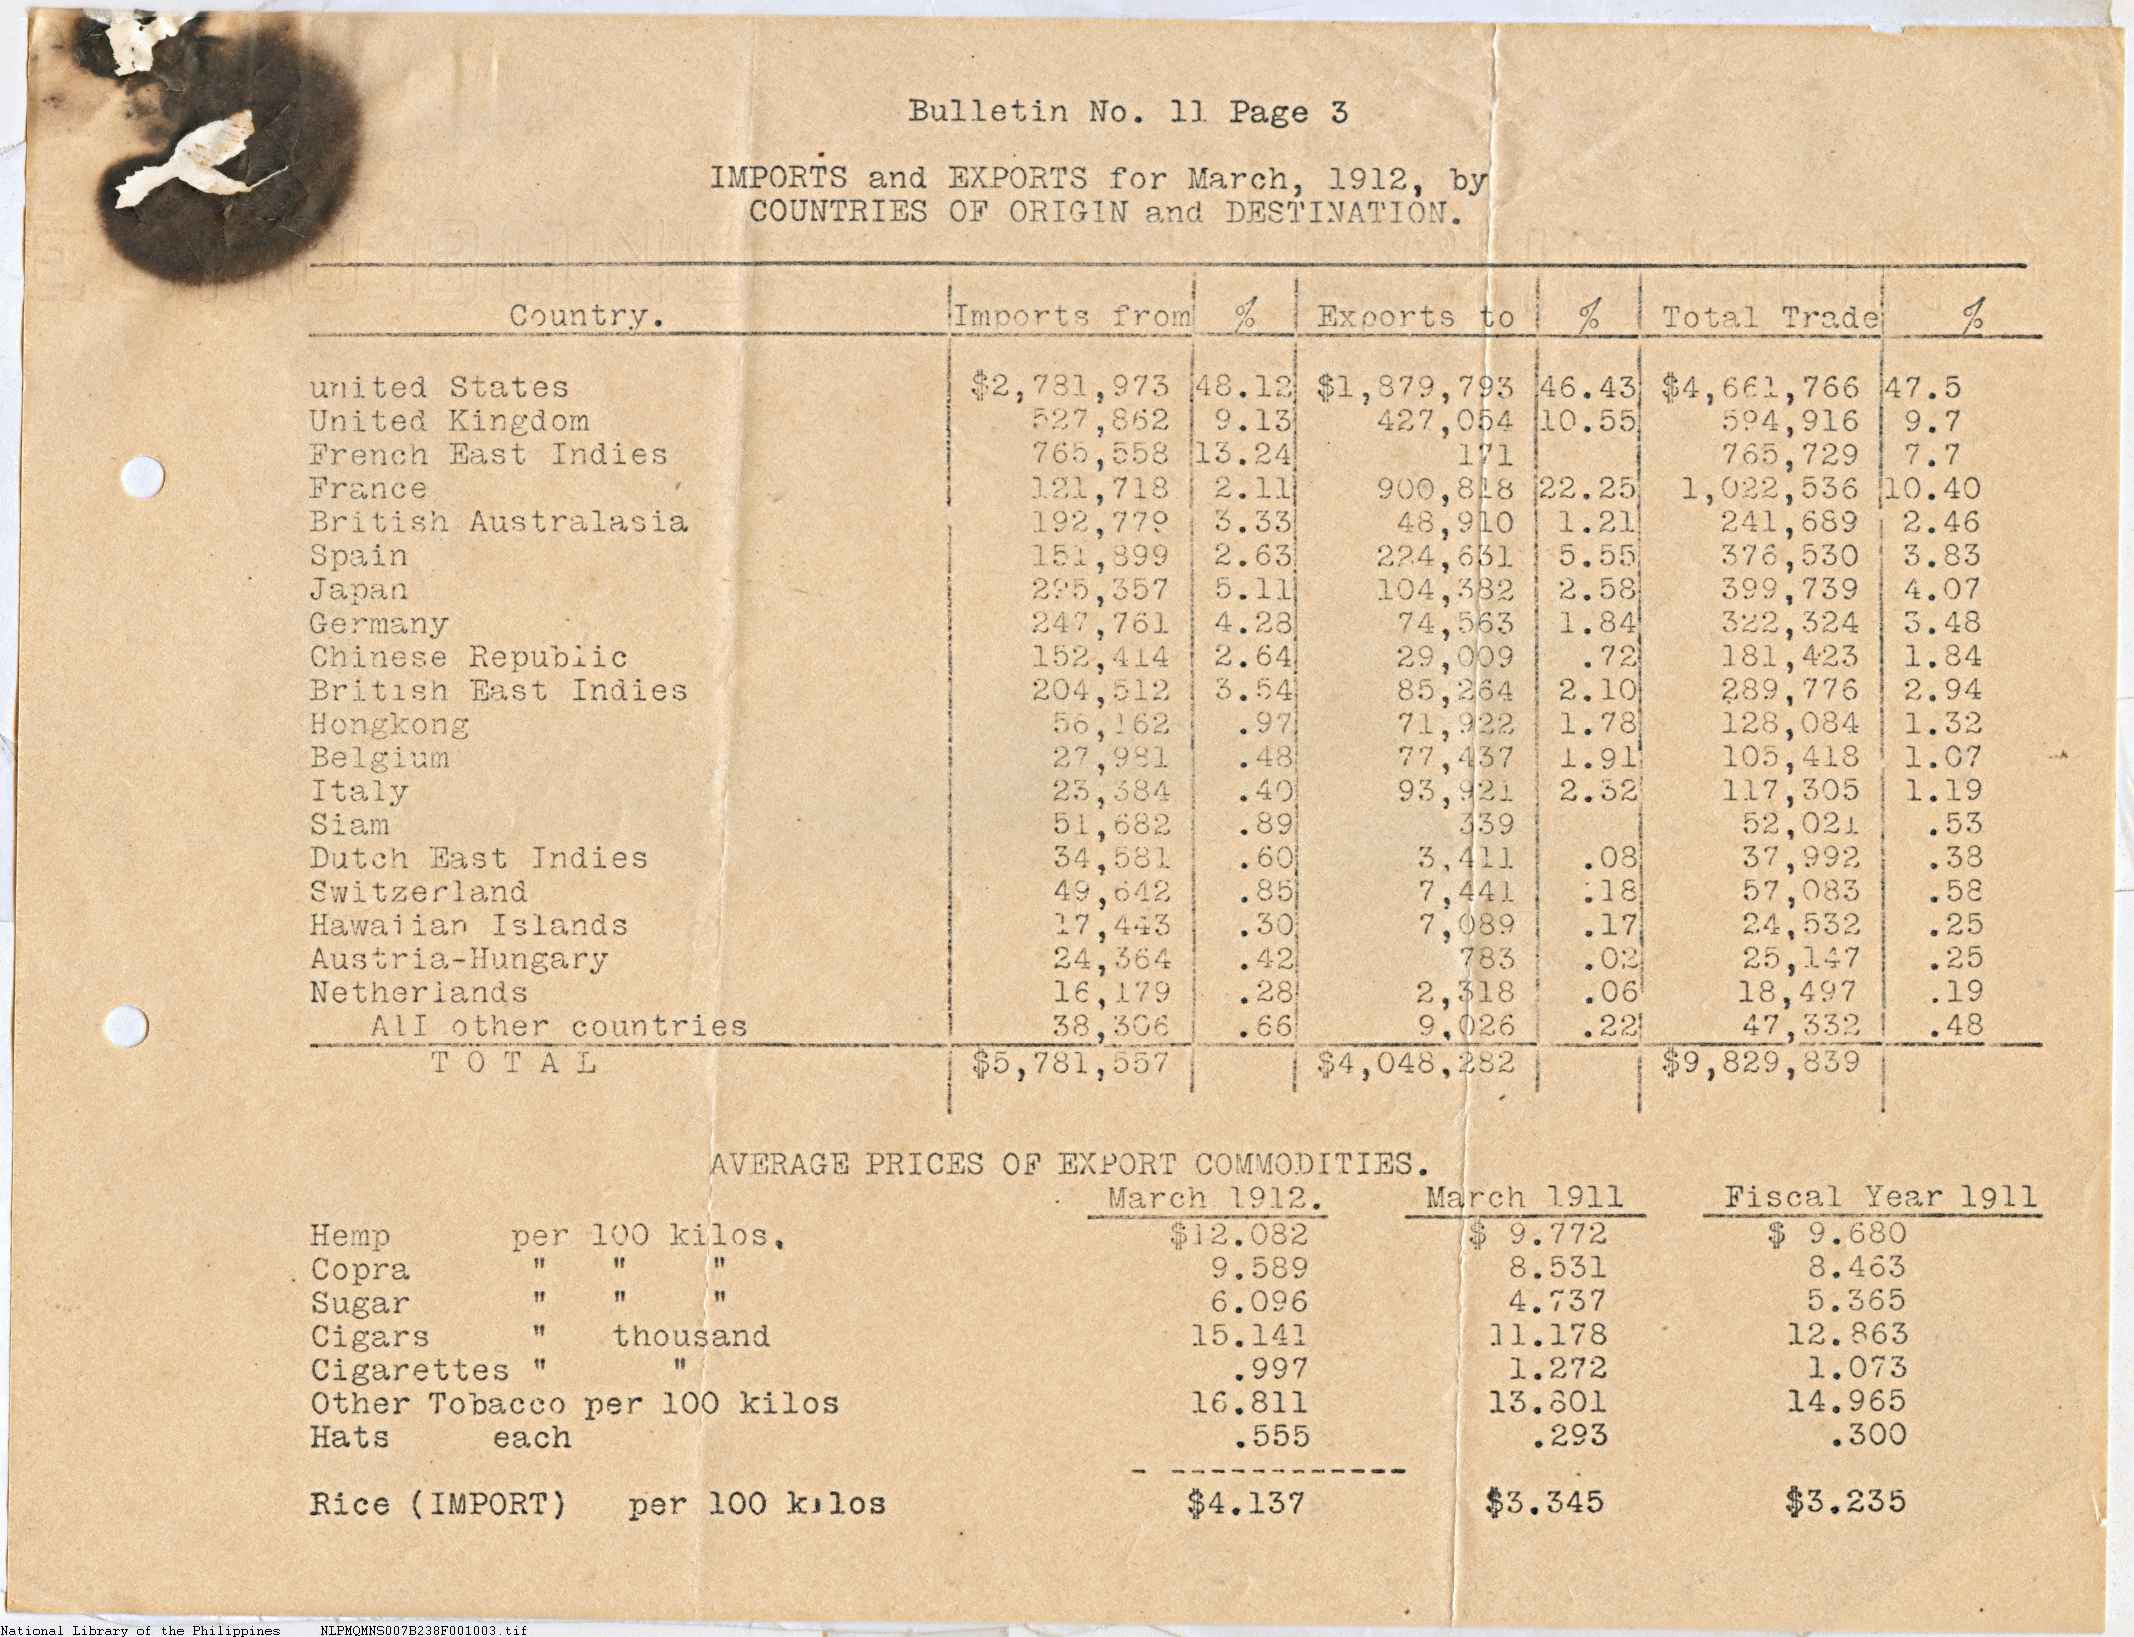 Bulletin No. 11 Page 3
IMPORTS and EXPORTS for March, 1912, by
COUNTRIES OF ORIGIN and DESTINATION.
Country. Imports from % Exports to % Total Trade %
united States $2,781,973 48.12 $1,879,793 46.43 $4,661,766 47.5
United Kingdom 527,862 9.13 427,054 10.55 594,916 9.7
French East Indies 765,558 13.24 171 765,729 7.7
France 121,718 2.11 900,818 22.25 1,022,536 10.40
British Australasia 192,779 3.33 48,910 1.21 241,689 2.46
Spain 151,899 2.63 224,631 5.55 376,530 3.83
Japan 295,357 5.11 104,382 2.58 399,739 4.07
Germany 247,761 4.28 74,563 1.84 322,324 3.48
Chinese Republic 152,414 2.64 29,009 .72 181,423 1.84
British East Indies 204,512 3.54 85,264 2.10 289,776 2.94
Hongkong 56,162 .97 71,922 1.78 128,084 1.32
Belgium 27,981 .48 77,437 1.91 105,418 1.07
Italy 23,384 .40 93,921 2.32 117,305 1.19
Siam 51,682 .89 339 52,021 .53
Dutch East Indies 34,581 .60 3,411 .08 37,992 .38
Switzerland 49,642 .85 7,441 .18 57,083 .58
Hawaiian Islands 17,443 .30 7,089 .17 24,532 .25
Austria-Hungary 24,364 .42 783 .02 25,147 .25
Netherlands 16,179 .28 2,318 .06 18,497 .19
All other countries 38,306 .66 9,026 .22 47,332 .48
T O T A L $5,781,557 $4,048,282 $9,829,839
AVERAGE PRICES OF EXPORT COMMODITIES.
March 1912. March 1911 Fiscal Year 1911
Hemp per 100 kilos. $12.082 $ 9.772 $ 9.680
Copra " " " 9.589 8.531 8.463
Sugar " " " 6.096 4.737 5.365
Cigars " thousand 15.141 11.178 12.863
Cigarettes " " .997 1.272 1.073
Other Tobacco per 100 kilos 16.811 13.601 14.965
Hats each .555 .293 .300
Rice (IMPORT) per 100 kilos $4.137 $3.345 $3.235
National Library of the Philippines NLPMQMNS007B238F001003.tif